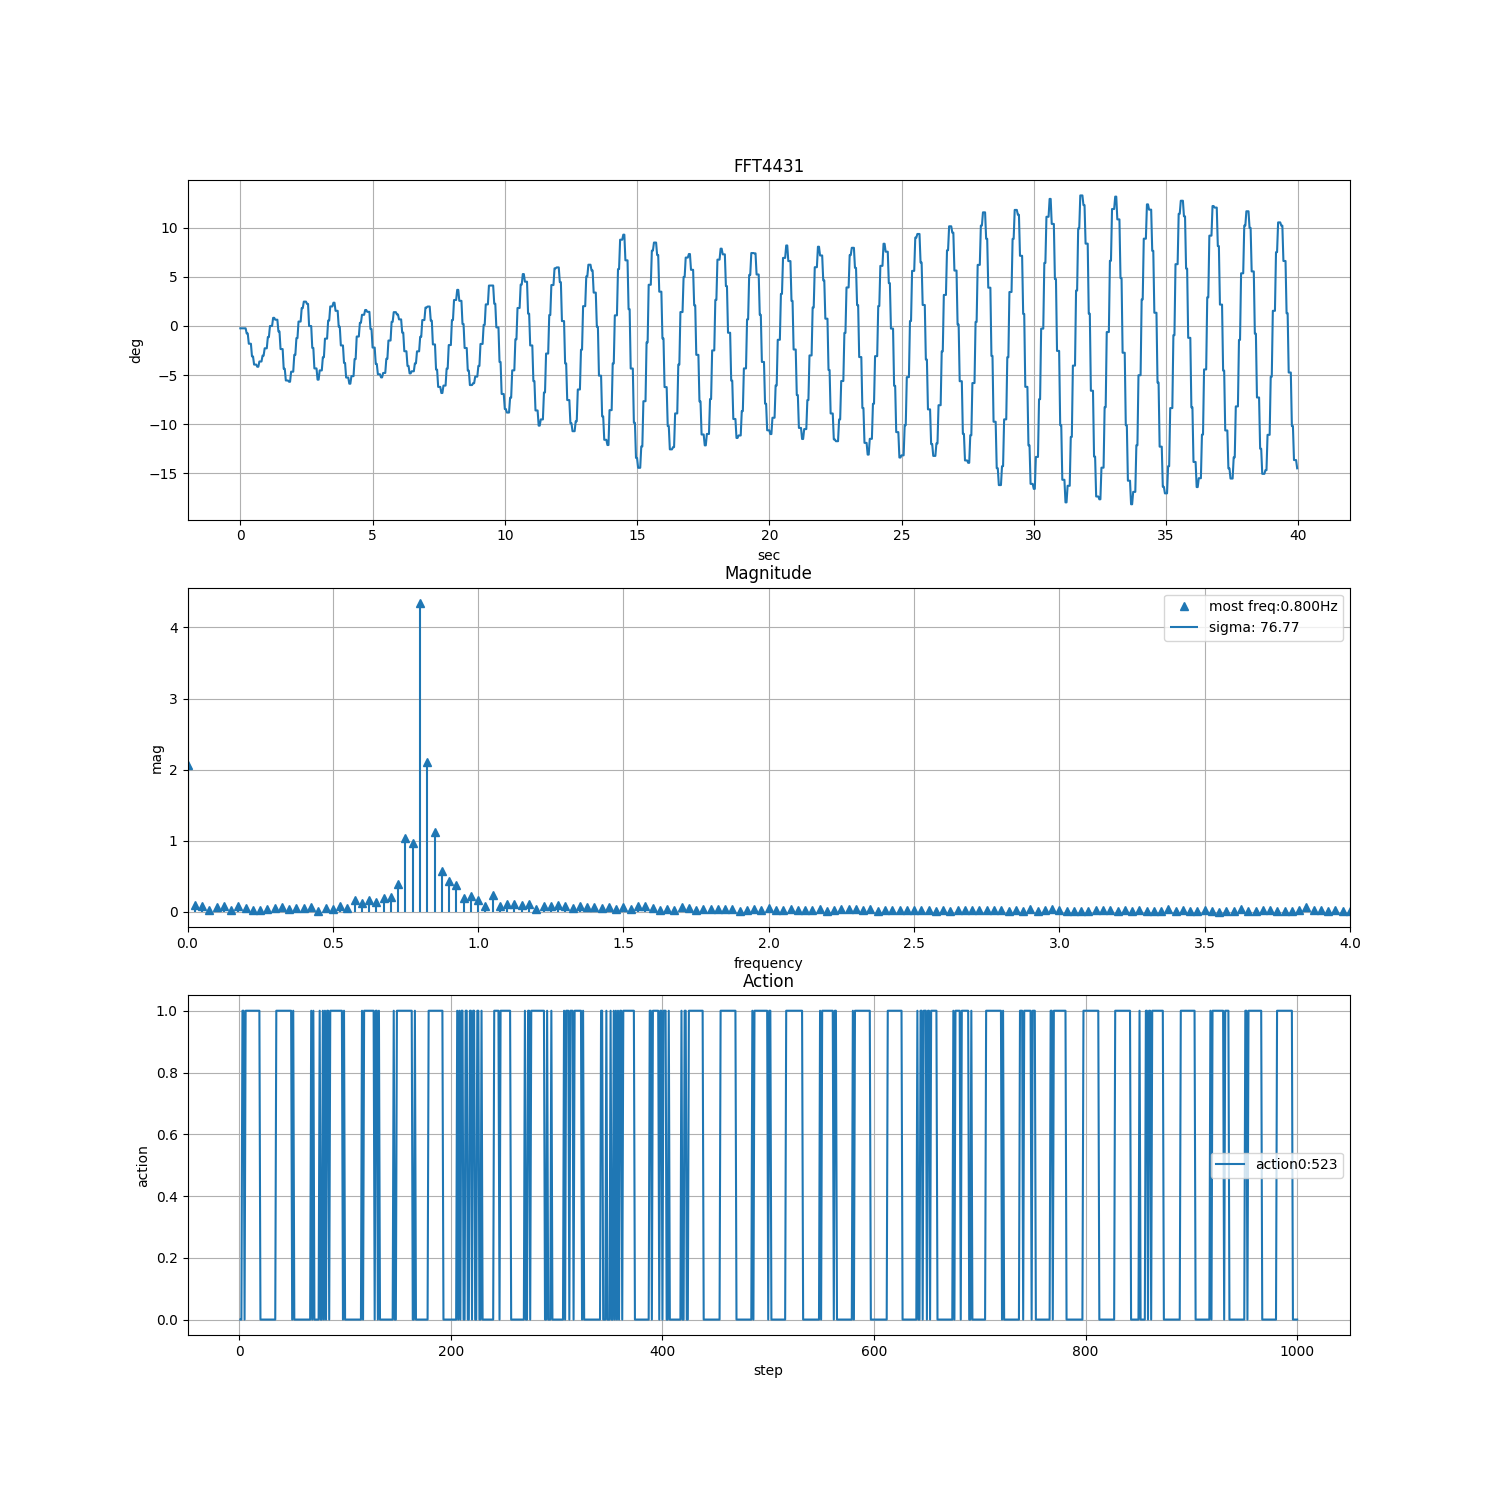 FFT4431
10
5
0
−5
−10
−15
deg
0 5 10 15 20 25 30 35 40
sec
Magnitude
most freq:0.800Hz
sigma: 76.77
4
3
2
1
0
mag
0.0 0.5 1.0 1.5 2.0 2.5 3.0 3.5 4.0
frequency
Action
1.0
0.8
0.6
0.4
0.2
0.0
action
action0:523
0 200 400 600 800 1000
step